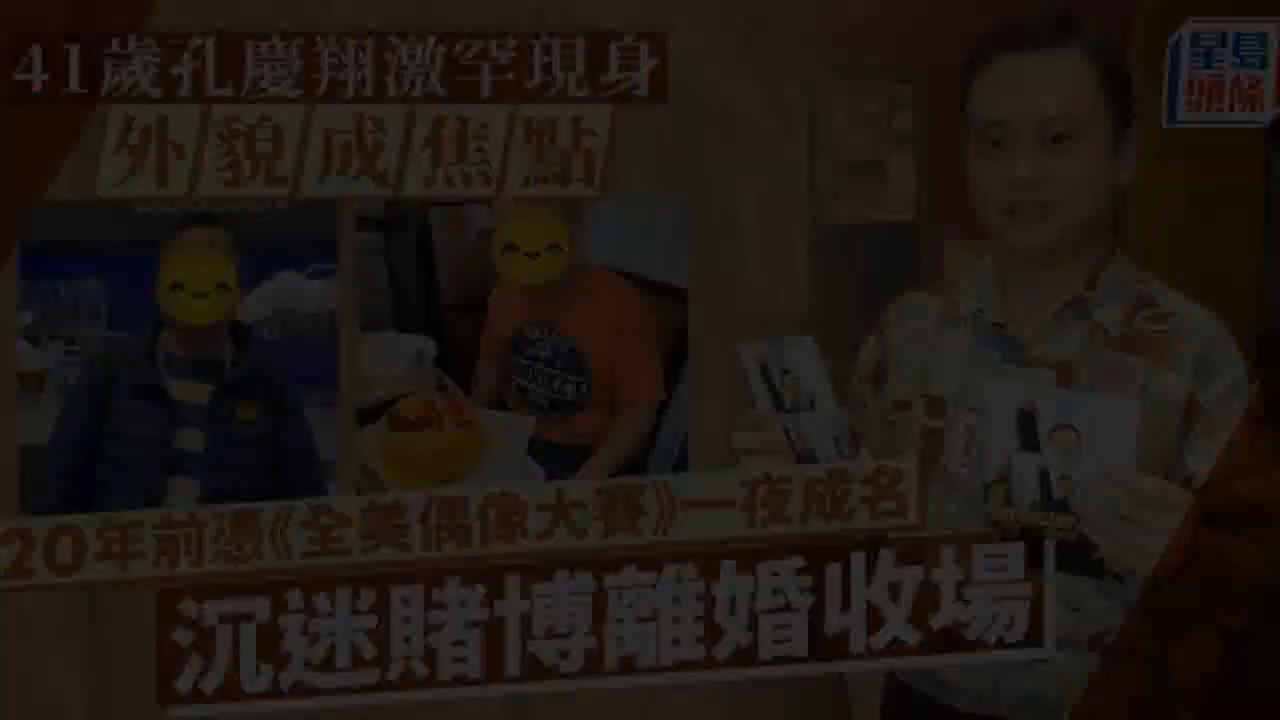 41歲孔慶翔激罕現身
外貌成焦點
星島
頭條
20年前憑《全美偶像大賽》一夜成名
沉迷賭博離婚收場